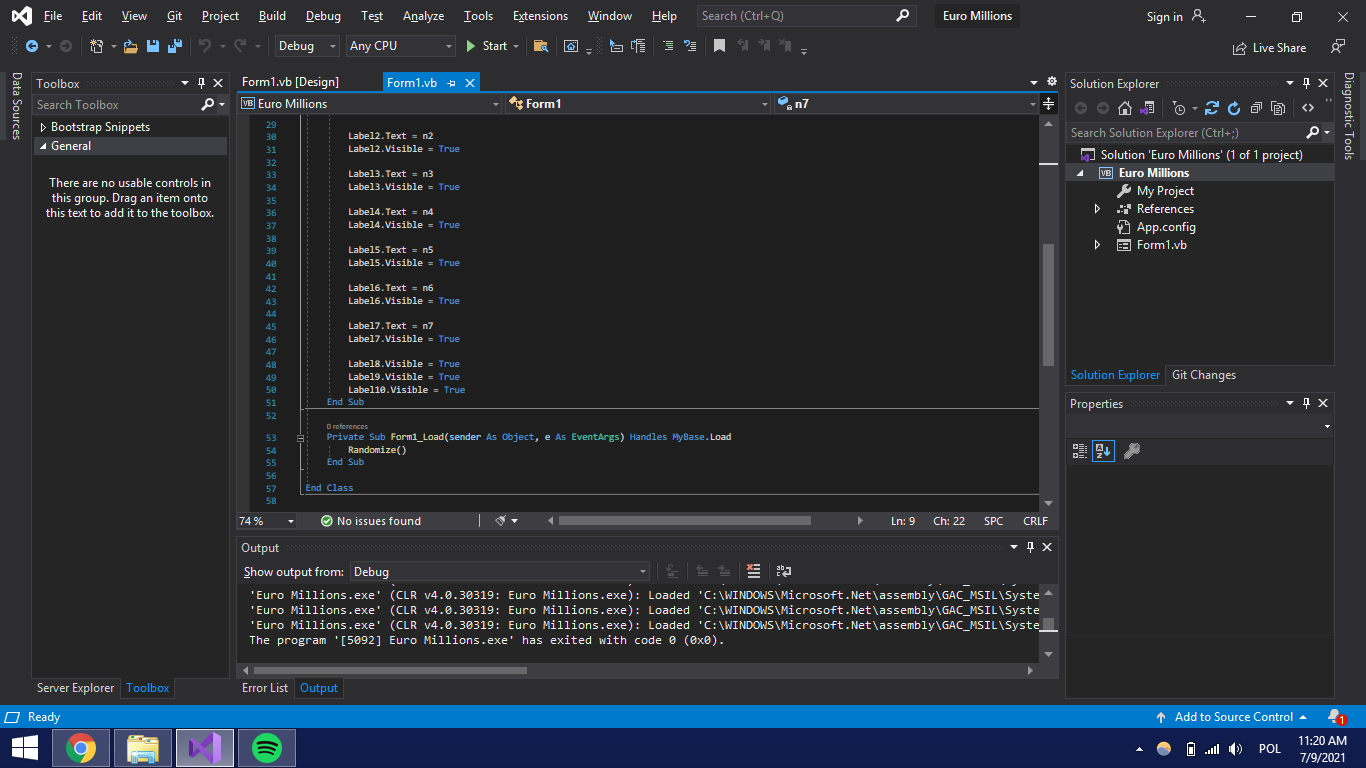 File Edit View Git Project Build Debug Test Analyze Tools Extensions Window Help Search (Ctrl+Q) Euro Millions Sign in
Debug Any CPU Start Live Share
Data Sources
Toolbox
Search Toolbox
Bootstrap Snippets
General
There are no usable controls in
this group. Drag an item onto
this text to add it to the toolbox.
Server Explorer Toolbox
Form1.vb [Design] Form1.vb
VB Euro Millions Form1 n7
29
30 Label2.Text = n2
31 Label2.Visible = True
32
33 Label3.Text = n3
34 Label3.Visible = True
35
36 Label4.Text = n4
37 Label4.Visible = True
38
39 Label5.Text = n5
40 Label5.Visible = True
41
42 Label6.Text = n6
43 Label6.Visible = True
44
45 Label7.Text = n7
46 Label7.Visible = True
47
48 Label8.Visible = True
49 Label9.Visible = True
50 Label10.Visible = True
51 End Sub
52
0 references
53 Private Sub Form1_Load(sender As Object, e As EventArgs) Handles MyBase.Load
54 Randomize()
55 End Sub
56
57 End Class
58
74 % No issues found Ln: 9 Ch: 22 SPC CRLF
Output
Show output from: Debug
'Euro Millions.exe' (CLR v4.0.30319: Euro Millions.exe): Loaded 'C:\WINDOWS\Microsoft.Net\assembly\GAC_MSIL\System
'Euro Millions.exe' (CLR v4.0.30319: Euro Millions.exe): Loaded 'C:\WINDOWS\Microsoft.Net\assembly\GAC_MSIL\Syste
'Euro Millions.exe' (CLR v4.0.30319: Euro Millions.exe): Loaded 'C:\WINDOWS\Microsoft.Net\assembly\GAC_MSIL\Syste
The program '[5092] Euro Millions.exe' has exited with code 0 (0x0).
Error List Output
Solution Explorer
Search Solution Explorer (Ctrl+;)
Solution 'Euro Millions' (1 of 1 project)
VB Euro Millions
My Project
References
App.config
Form1.vb
Solution Explorer Git Changes
Properties
Diagnostic Tools
Ready Add to Source Control 1
POL 11:20 AM
7/9/2021